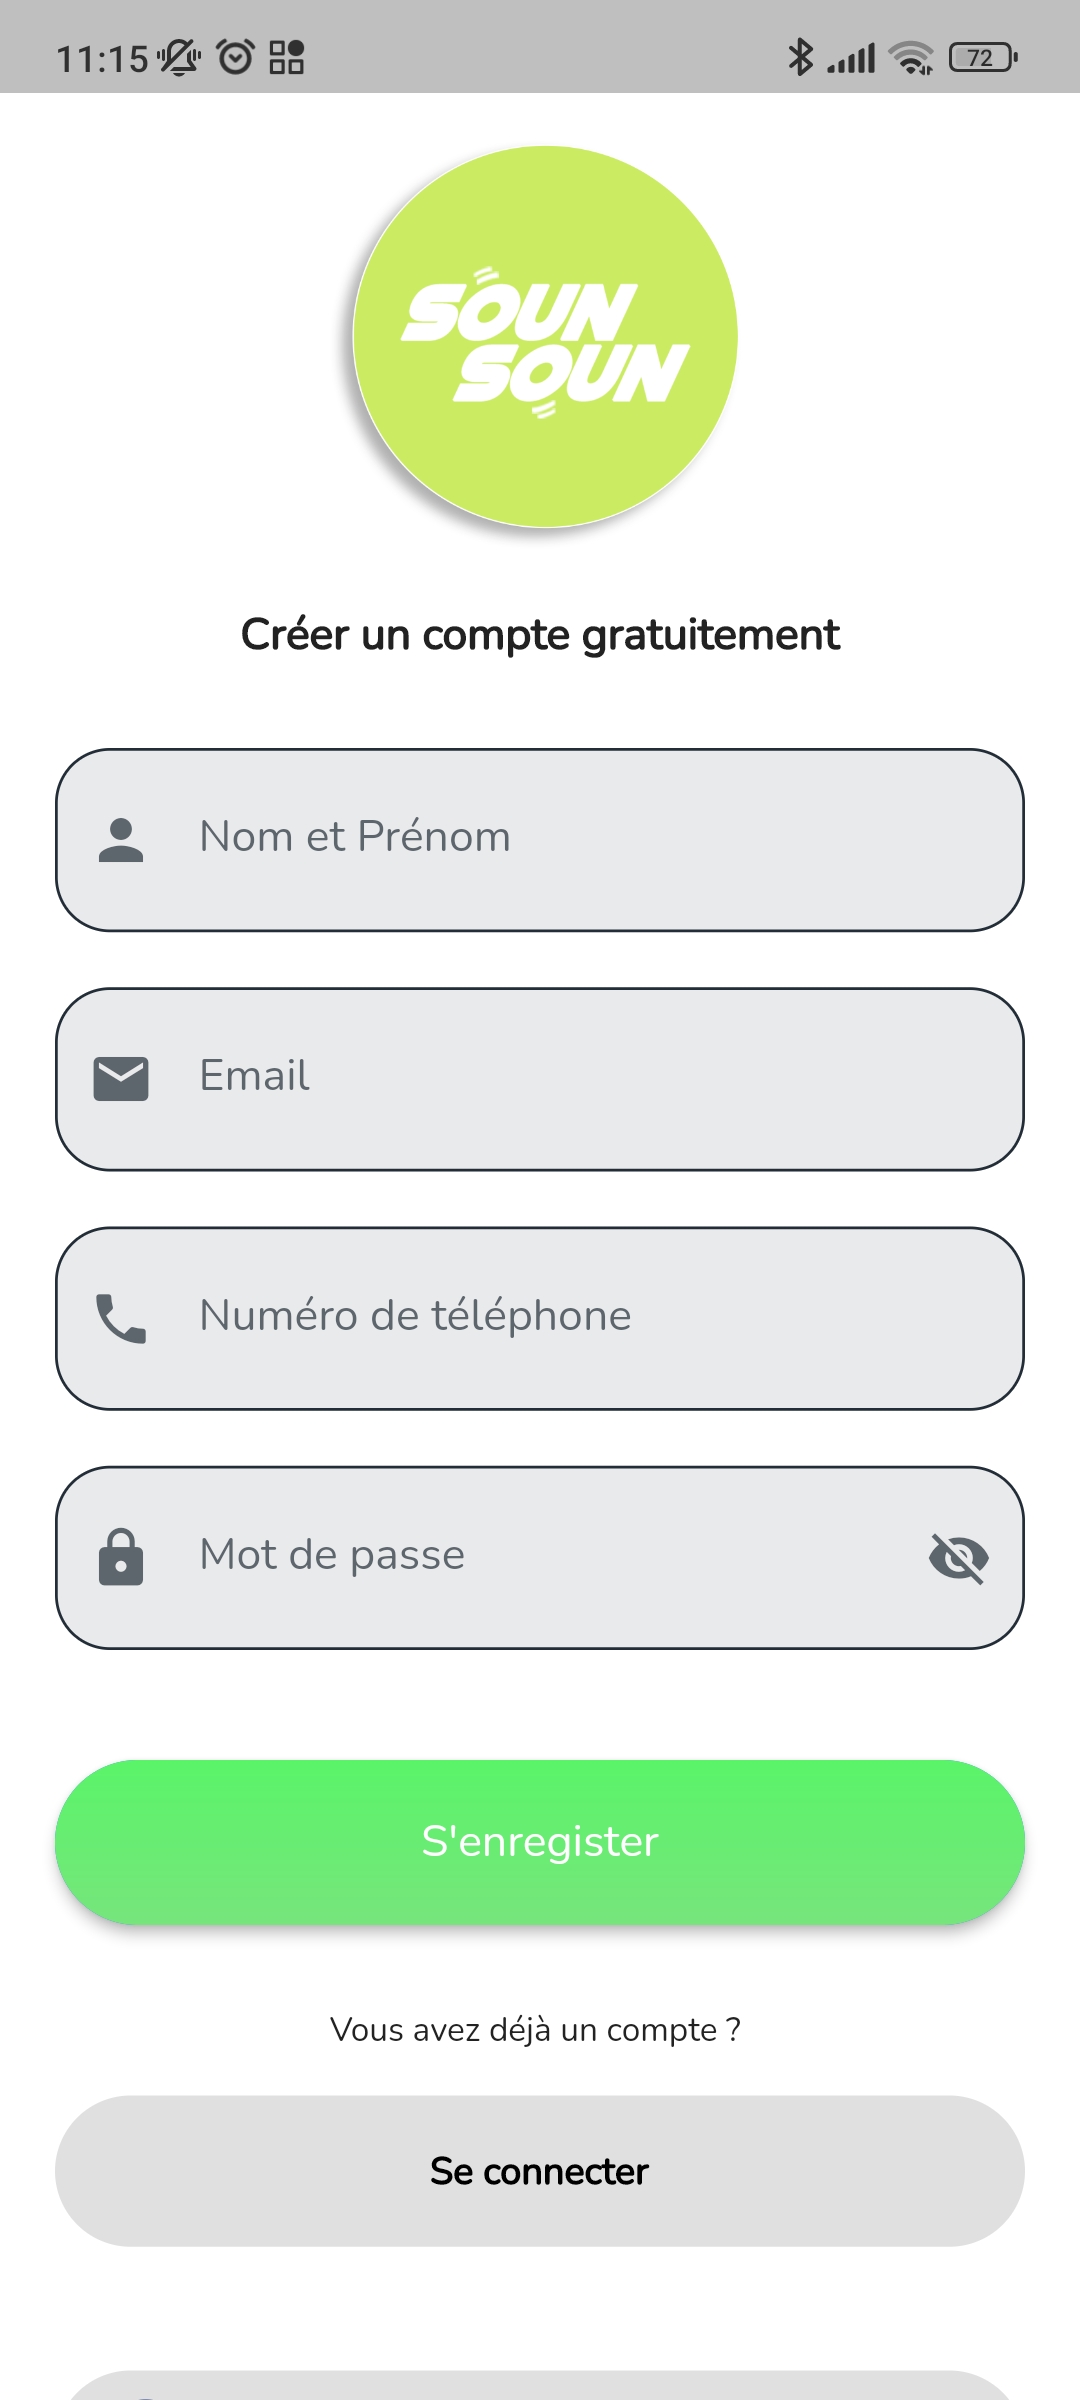 11:15
72
SOUN
SOUN
Créer un compte gratuitement
Nom et Prénom
Email
Numéro de téléphone
Mot de passe
S'enregister
Vous avez déjà un compte ?
Se connecter